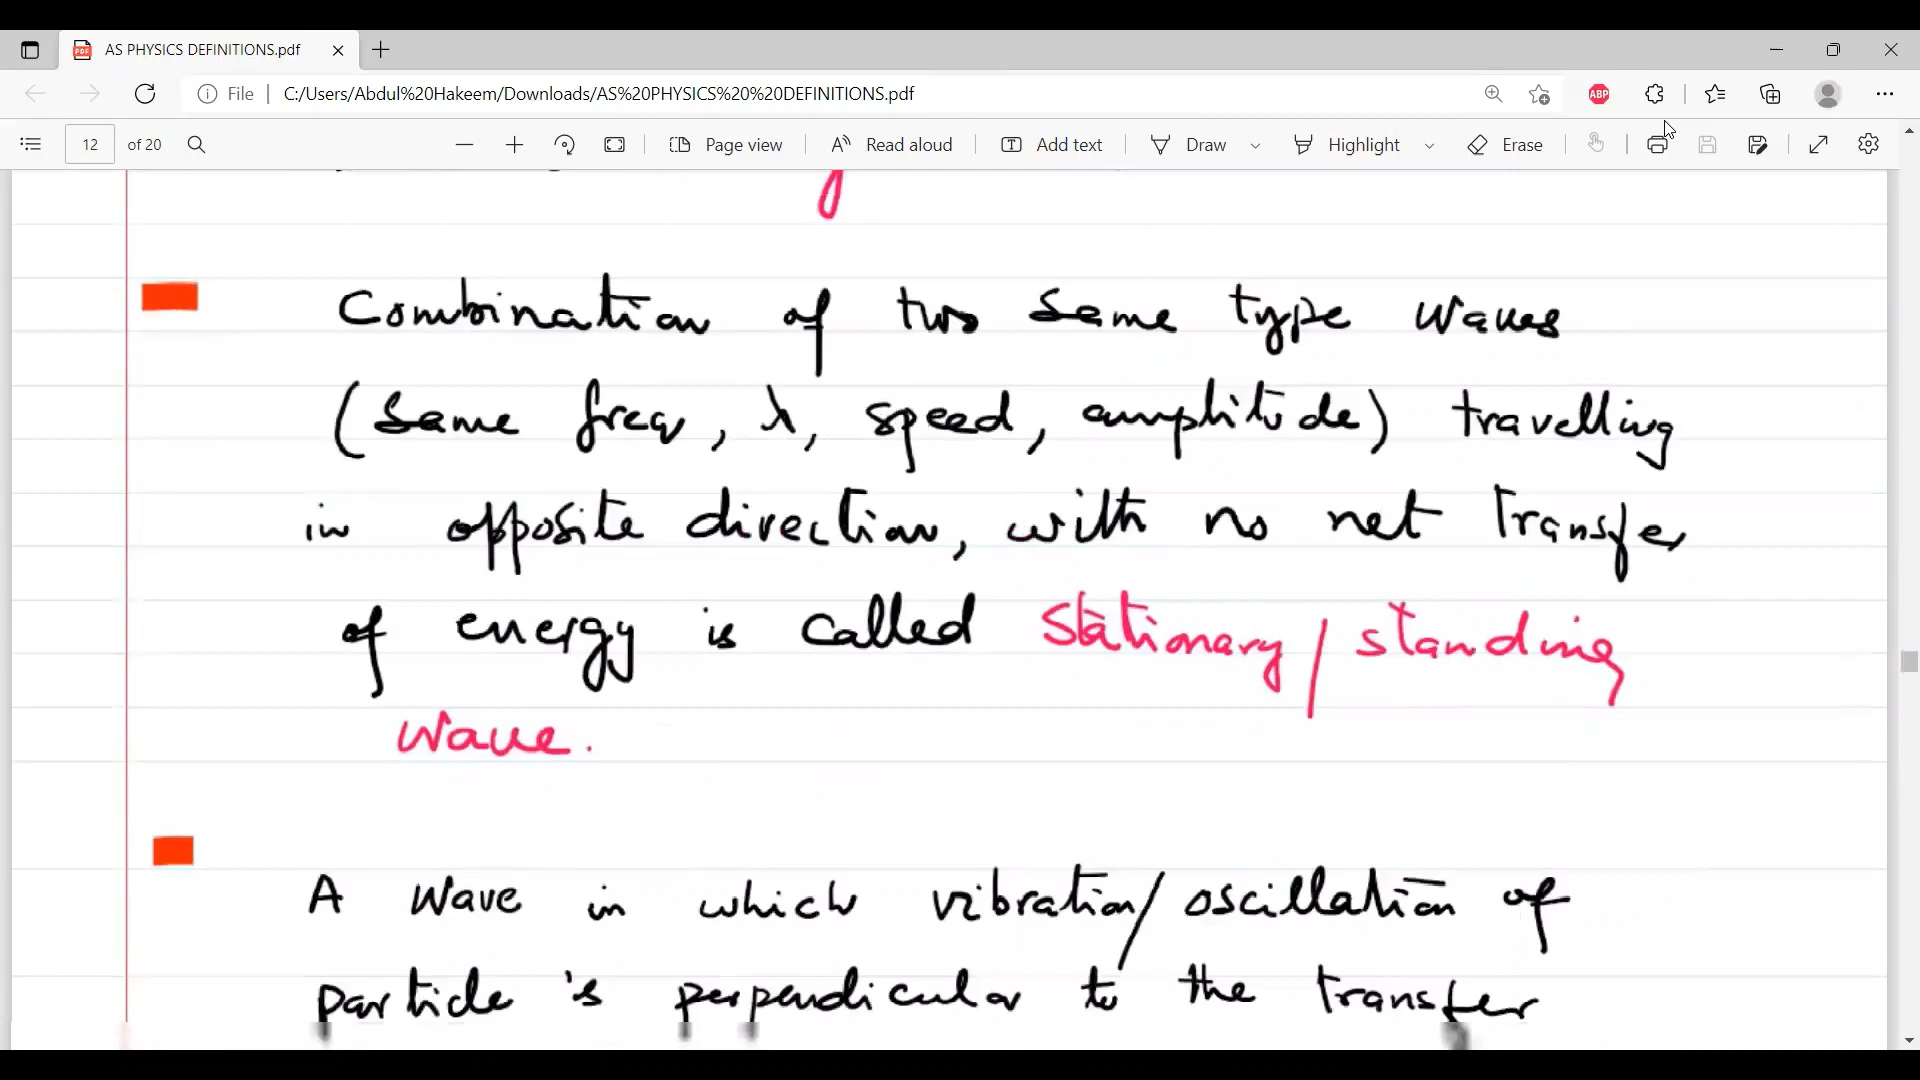 AS PHYSICS DEFINITIONS.pdf
File
C:/Users/Abdul%20Hakeem/Downloads/AS%20PHYSICS%20%20DEFINITIONS.pdf
ABP
12 of 20
Page view
Read aloud
Add text
Draw
Highlight
Erase
Combination of two same type waves
(same freq, λ, speed, amplitude) travelling
in opposite direction, with no net transfer
of energy is called Stationary/standing
wave.
A wave in which vibration/oscillation of
particle is perpendicular to the transfer